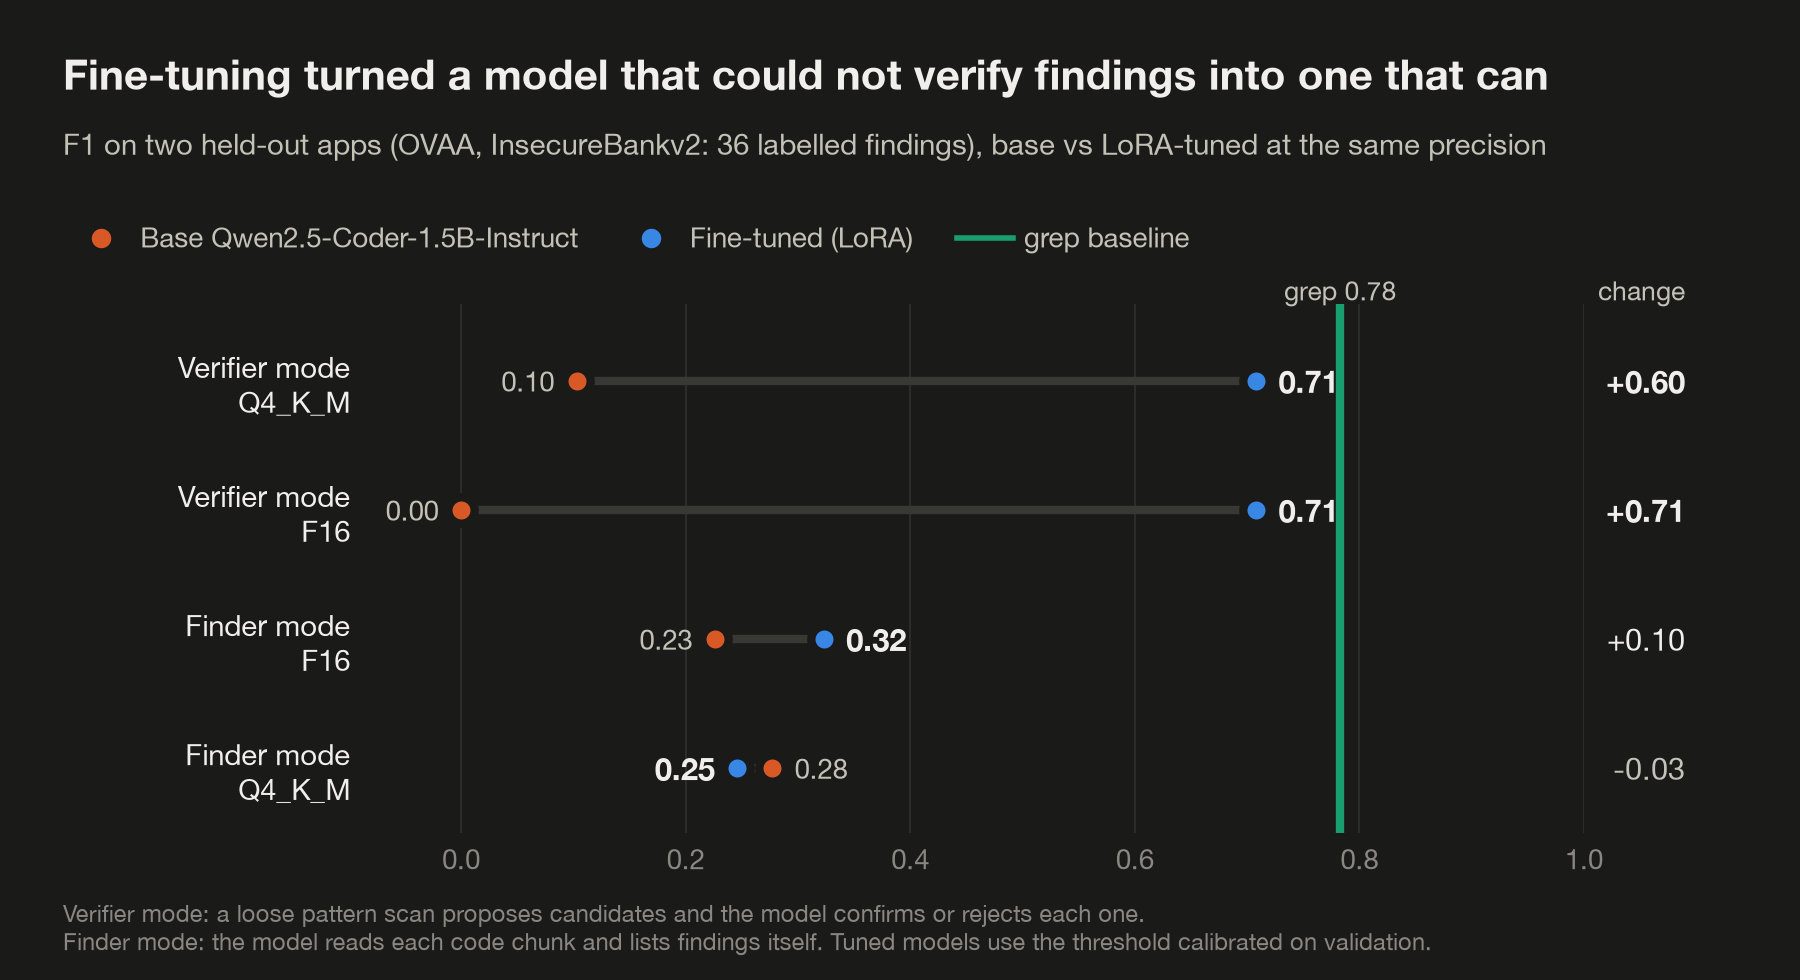 Fine-tuning turned a model that could not verify findings into one that can
F1 on two held-out apps (OVAA, InsecureBankv2: 36 labelled findings), base vs LoRA-tuned at the same precision
Base Qwen2.5-Coder-1.5B-Instruct
Fine-tuned (LoRA)
grep baseline
grep 0.78
change
Verifier mode
Q4_K_M
0.10
0.71
+0.60
Verifier mode
F16
0.00
0.71
+0.71
Finder mode
F16
0.23
0.32
+0.10
Finder mode
Q4_K_M
0.25
0.28
-0.03
0.0
0.2
0.4
0.6
0.8
1.0
Verifier mode: a loose pattern scan proposes candidates and the model confirms or rejects each one.
Finder mode: the model reads each code chunk and lists findings itself. Tuned models use the threshold calibrated on validation.